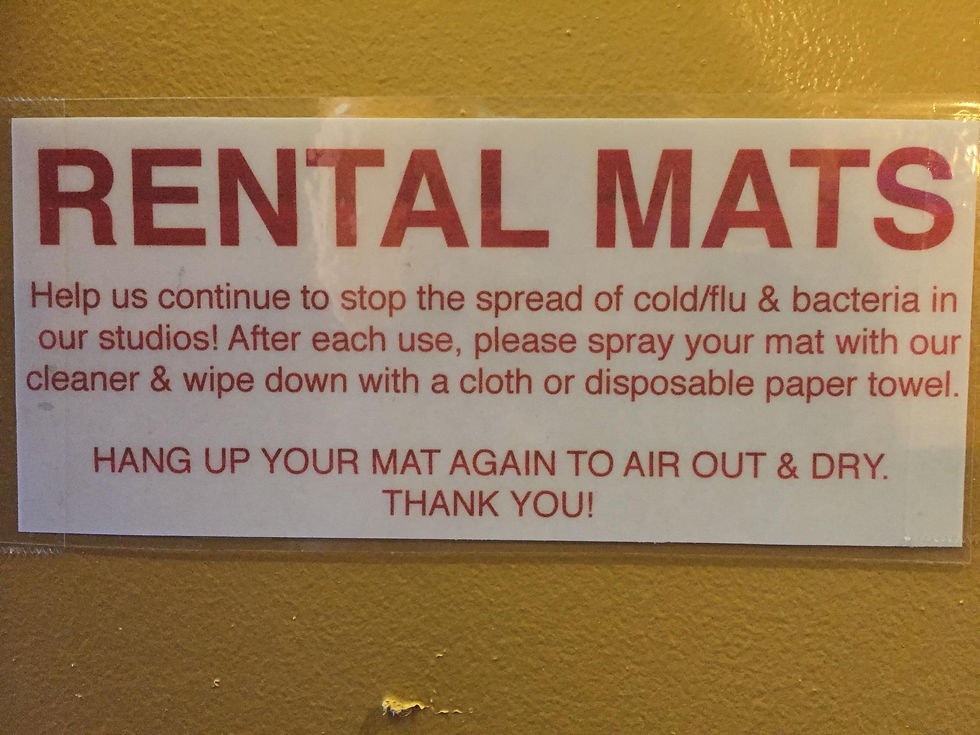 RENTAL MATS
Help us continue to stop the spread of cold/flu & bacteria in
our studios! After each use, please spray your mat with our
cleaner & wipe down with a cloth or disposable paper towel.
HANG UP YOUR MAT AGAIN TO AIR OUT & DRY.
THANK YOU!